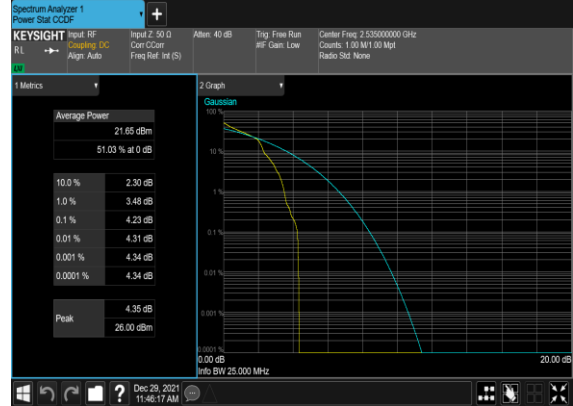 Spectrum Analyzer 1
Power Stat CCDF
+
KEYSIGHT
Input: RF
Coupling: DC
Align: Auto
Input Z: 50 Ω
Corr CCorr
Freq Ref: Int (S)
Atten: 40 dB
Trig: Free Run
#IF Gain: Low
Center Freq: 2.535000000 GHz
Counts: 1.00 M/1.00 Mpt
Radio Std: None
R L
1 Metrics
2 Graph
Average Power
21.65 dBm
51.03 % at 0 dB
10.0 % 2.30 dB
1.0 % 3.48 dB
0.1 % 4.23 dB
0.01 % 4.31 dB
0.001 % 4.34 dB
0.0001 % 4.34 dB
Peak
4.35 dB
26.00 dBm
Gaussian
100 %
10 %
1 %
0.1 %
0.01 %
0.001 %
0.0001 %
0.00 dB
20.00 dB
Info BW 25.000 MHz
?
Dec 29, 2021
11:46:17 AM